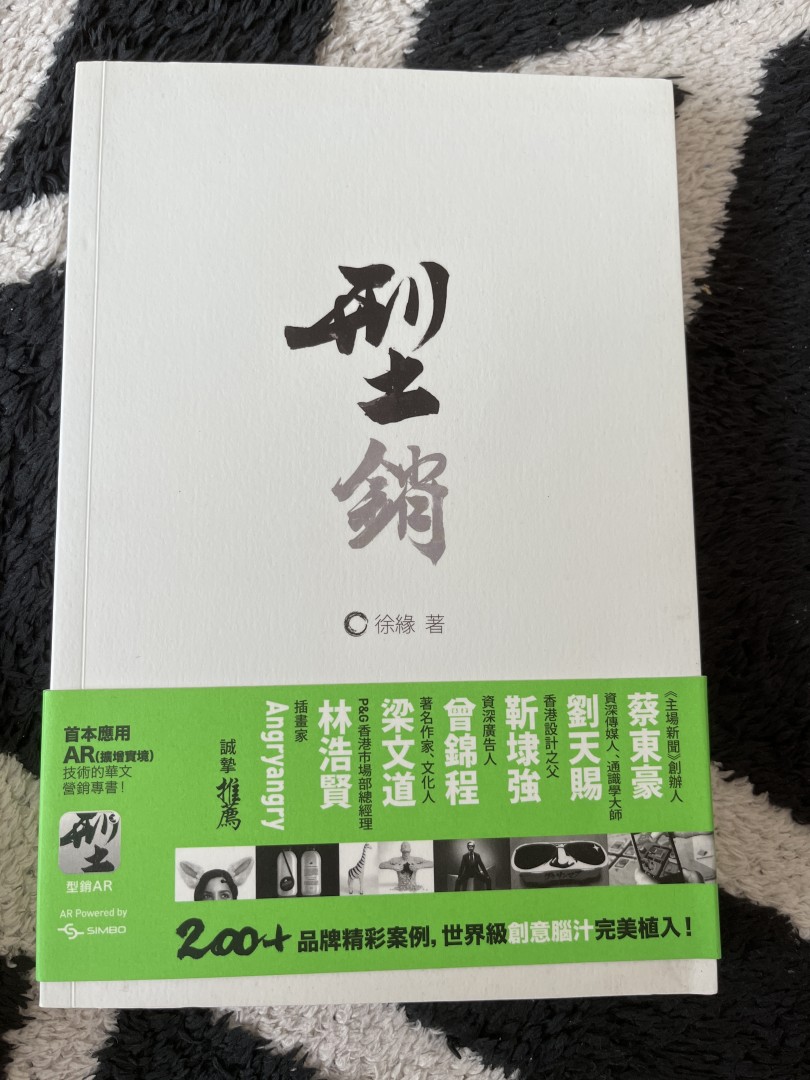 型
銷
徐緣 著
《主場新聞》創辦人
蔡東豪
資深傳媒人、通識學大師
劉天賜
香港設計之父
靳埭強
資深廣告人
曾錦程
著名作家、文化人
梁文道
P&G香港市場部總經理
林浩賢
插畫家
Angryangry
誠摯推薦
首本應用
AR(擴增實境)
技術的華文
營銷專書!
型
型銷AR
AR Powered by
SIMBO
200+ 品牌精彩案例, 世界級創意腦汁完美植入!